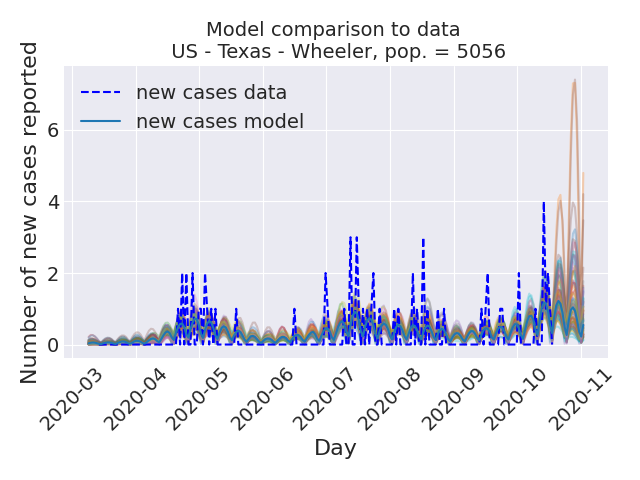 Model comparison to data
US - Texas - Wheeler, pop. = 5056
Number of new cases reported
new cases data
new cases model
6
4
2
0
2020-03
2020-04
2020-05
2020-06
2020-07
2020-08
2020-09
2020-10
2020-11
Day